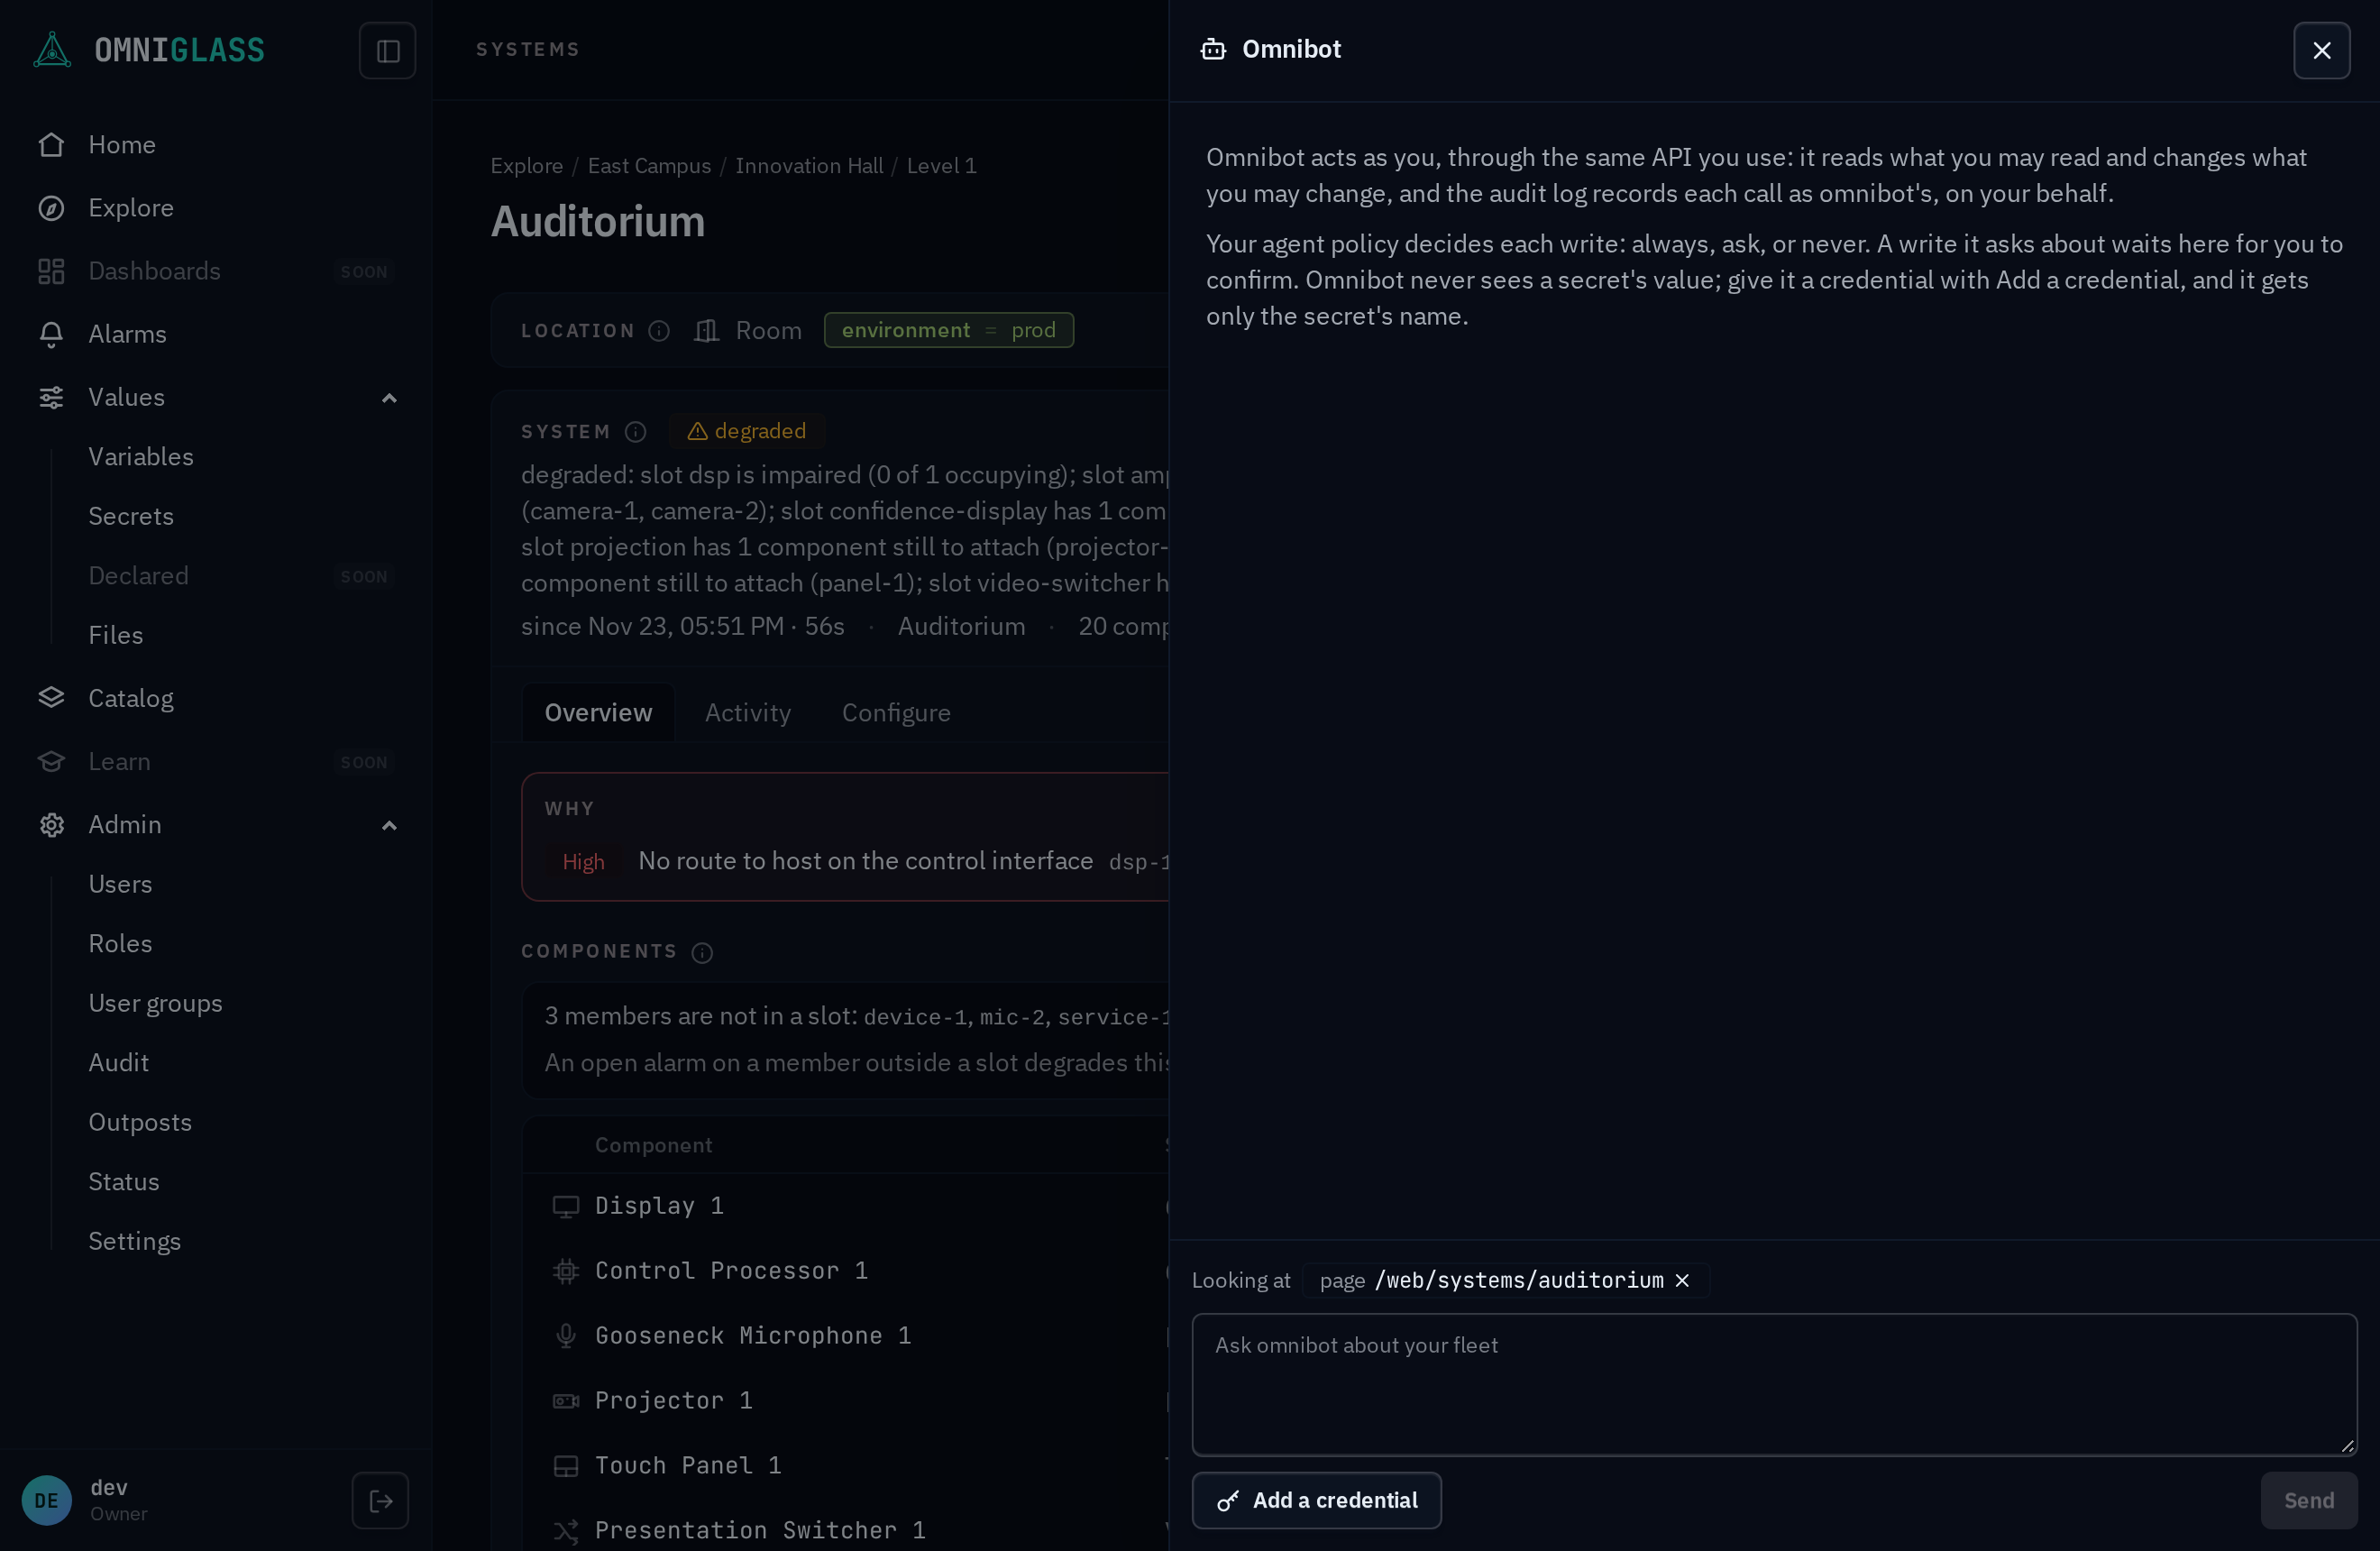 OMNIGLASS
Home
Explore
Dashboards SOON
Alarms
Values
Variables
Secrets
Declared SOON
Files
Catalog
Learn SOON
Admin
Users
Roles
User groups
Audit
Outposts
Status
Settings
DE dev
Owner
SYSTEMS
Explore / East Campus / Innovation Hall / Level 1
Auditorium
LOCATION Room environment = prod
SYSTEM degraded
degraded: slot dsp is impaired (0 of 1 occupying); slot
(camera-1, camera-2); slot confidence-display has 1
slot projection has 1 component still to attach
component still to attach (panel-1); slot video-switcher
since Nov 23, 05:51 PM · 56s · Auditorium · 20
Overview Activity Configure
WHY
High No route to host on the control interface dsp-1
COMPONENTS
3 members are not in a slot: device-1, mic-2, service-1
An open alarm on a member outside a slot degrades this
Component
Display 1
Control Processor 1
Gooseneck Microphone 1
Projector 1
Touch Panel 1
Presentation Switcher 1
Omnibot
Omnibot acts as you, through the same API you use: it reads what you may read and changes what
you may change, and the audit log records each call as omnibot's, on your behalf.
Your agent policy decides each write: always, ask, or never. A write it asks about waits here for you to
confirm. Omnibot never sees a secret's value; give it a credential with Add a credential, and it gets
only the secret's name.
Looking at page /web/systems/auditorium
Ask omnibot about your fleet
Add a credential
Send